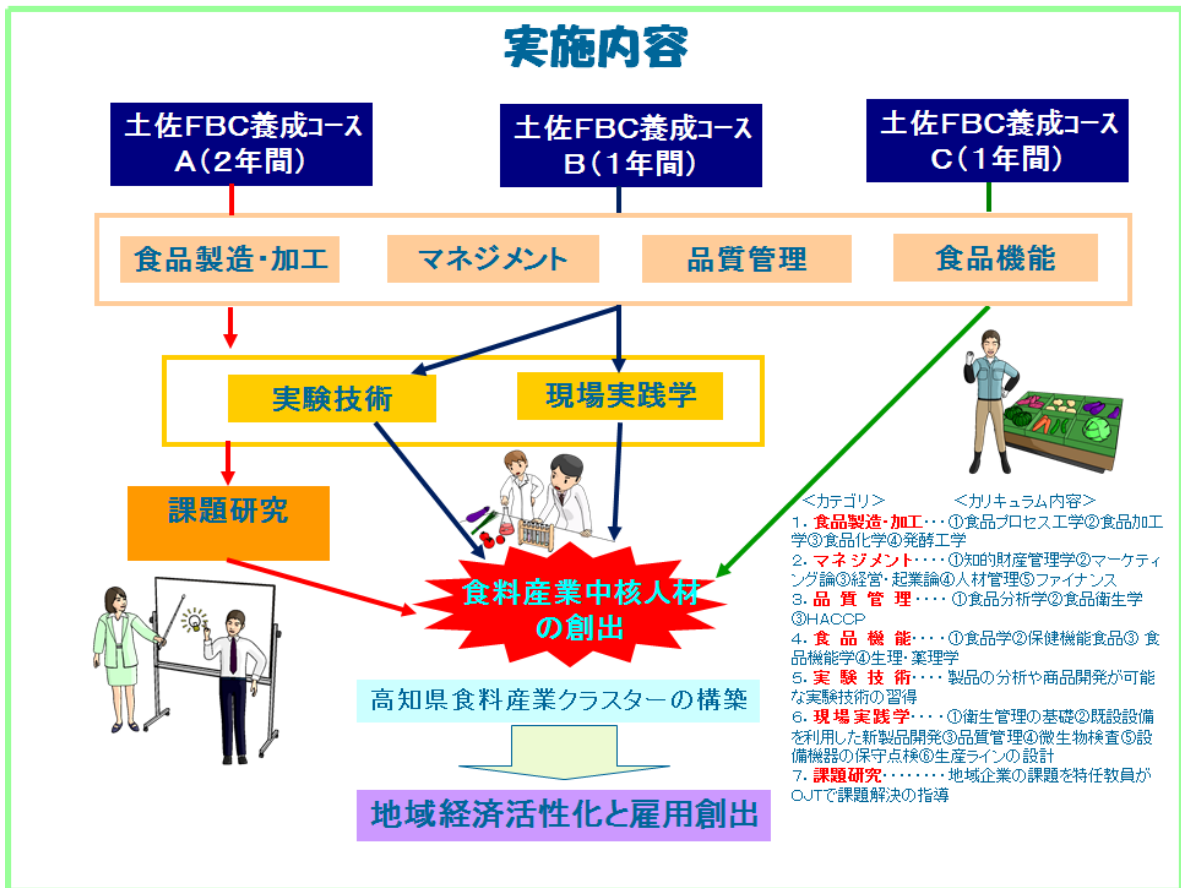 実施内容
土佐FBC養成コース
A(2年間)
土佐FBC養成コース
B(1年間)
土佐FBC養成コース
C(1年間)
食品製造・加工
マネジメント
品質管理
食品機能
実験技術
現場実践学
課題研究
食料産業中核人材
の創出
高知県食料産業クラスターの構築
地域経済活性化と雇用創出
<カテゴリ> <カリキュラム内容>
1. 食品製造・加工・・・①食品プロセス工学②食品加工
学③食品化学④発酵工学
2. マネジメント・・・・①知的財産管理学②マーケティ
ング論③経営・起業論④人材管理⑤ファイナンス
3. 品 質 管 理・・・・ ①食品分析学②食品衛生学
③HACCP
4. 食 品 機 能・・・・①食品学②保健機能食品③ 食
品機能学④生理・薬理学
5. 実 験 技 術・・・・ 製品の分析や商品開発が可能
な実験技術の習得
6. 現場実践学・・・・①衛生管理の基礎②既設設備
を利用した新製品開発③品質管理④微生物検査⑤設
備機器の保守点検⑥生産ラインの設計
7. 課題研究・・・・・・・・地域企業の課題を特任教員が
OJTで課題解決の指導